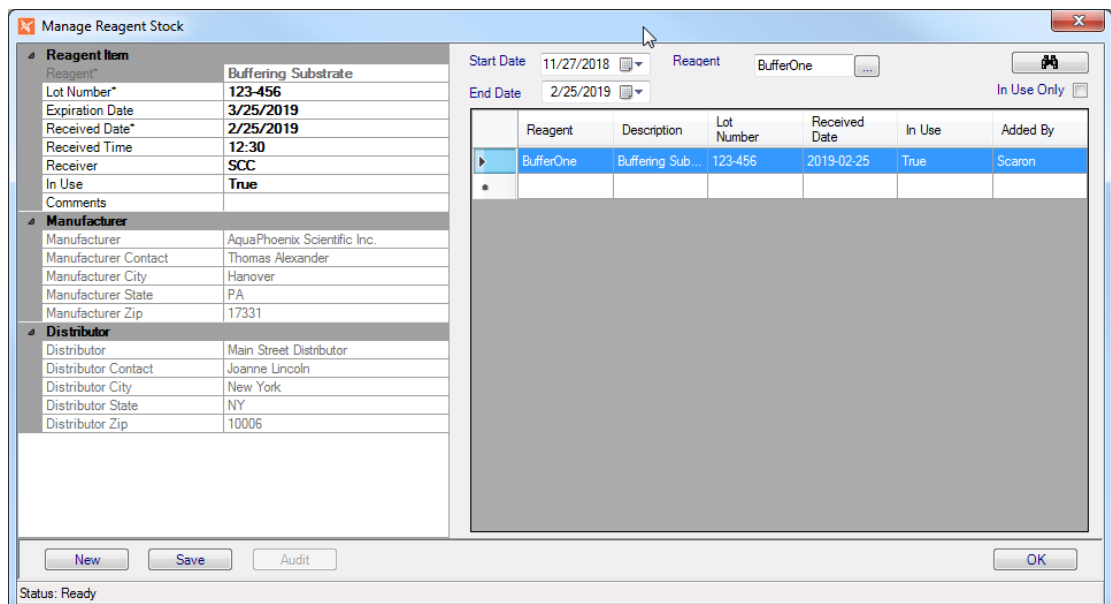 Manage Reagent Stock
Reagent Item
Reagent* Buffering Substrate
Lot Number* 123-456
Expiration Date 3/25/2019
Received Date* 2/25/2019
Received Time 12:30
Receiver SCC
In Use True
Comments
Manufacturer
Manufacturer AquaPhoenix Scientific Inc.
Manufacturer Contact Thomas Alexander
Manufacturer City Hanover
Manufacturer State PA
Manufacturer Zip 17331
Distributor
Distributor Main Street Distributor
Distributor Contact Joanne Lincoln
Distributor City New York
Distributor State NY
Distributor Zip 10006
Start Date 11/27/2018 Reagent BufferOne ...
End Date 2/25/2019 In Use Only
Reagent Description Lot Number Received Date In Use Added By
BufferOne Buffering Sub... 123-456 2019-02-25 True Scaron
New Save Audit OK
Status: Ready